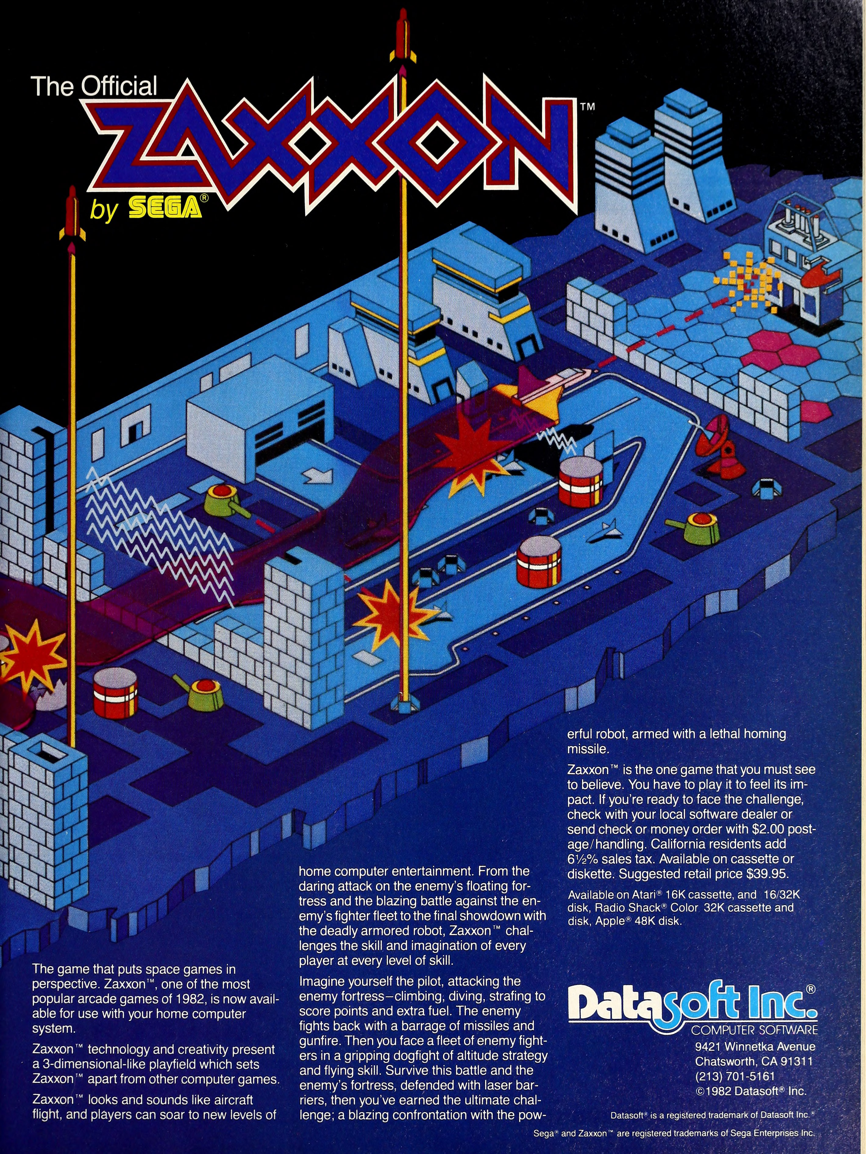 The Official
ZAXXON™
by SEGA®
The game that puts space games in
perspective. Zaxxon™, one of the most
popular arcade games of 1982, is now avail-
able for use with your home computer
system.
Zaxxon™ technology and creativity present
a 3-dimensional-like playfield which sets
Zaxxon™ apart from other computer games.
Zaxxon™ looks and sounds like aircraft
flight, and players can soar to new levels of
home computer entertainment. From the
daring attack on the enemy's floating for-
tress and the blazing battle against the en-
emy's fighter fleet to the final showdown with
the deadly armored robot, Zaxxon™ chal-
lenges the skill and imagination of every
player at every level of skill.
Imagine yourself the pilot, attacking the
enemy fortress—climbing, diving, strafing to
score points and extra fuel. The enemy
fights back with a barrage of missiles and
gunfire. Then you face a fleet of enemy fight-
ers in a gripping dogfight of altitude strategy
and flying skill. Survive this battle and the
enemy's fortress, defended with laser bar-
riers, then you've earned the ultimate chal-
lenge; a blazing confrontation with the pow-
erful robot, armed with a lethal homing
missile.
Zaxxon™ is the one game that you must see
to believe. You have to play it to feel its im-
pact. If you're ready to face the challenge,
check with your local software dealer or
send check or money order with $2.00 post-
age/handling. California residents add
6½% sales tax. Available on cassette or
diskette. Suggested retail price $39.95.
Available on Atari® 16K cassette, and 16/32K
disk, Radio Shack® Color 32K cassette and
disk, Apple® 48K disk.
Datasoft Inc.®
COMPUTER SOFTWARE
9421 Winnetka Avenue
Chatsworth, CA 91311
(213) 701-5161
©1982 Datasoft® Inc.
Datasoft® is a registered trademark of Datasoft Inc.®
Sega® and Zaxxon™ are registered trademarks of Sega Enterprises Inc.